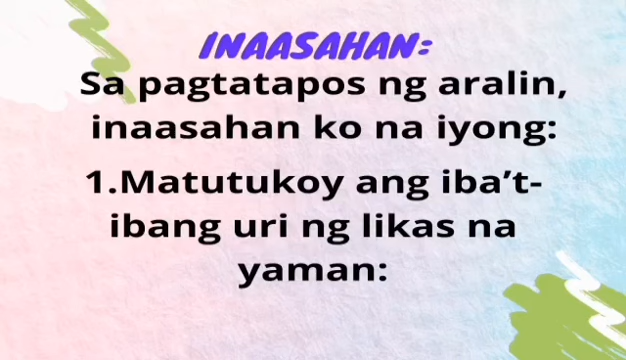 INAASAHAN:
Sa pagtatapos ng aralin,
inaasahan ko na iyong:
1.Matutukoy ang iba’t-
ibang uri ng likas na
yaman: